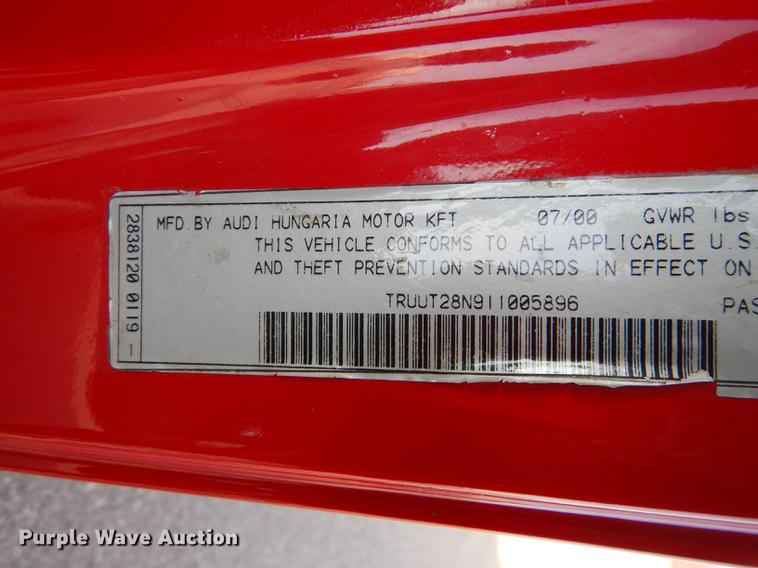 MFD.BY AUDI HUNGARIA MOTOR KFT 07/00 GVWR lbs
THIS VEHICLE CONFORMS TO ALL APPLICABLE U.S
AND THEFT PREVENTION STANDARDS IN EFFECT ON
TRUUT28N911005896 PAS
2838120 0119 -
Purple Wave Auction®